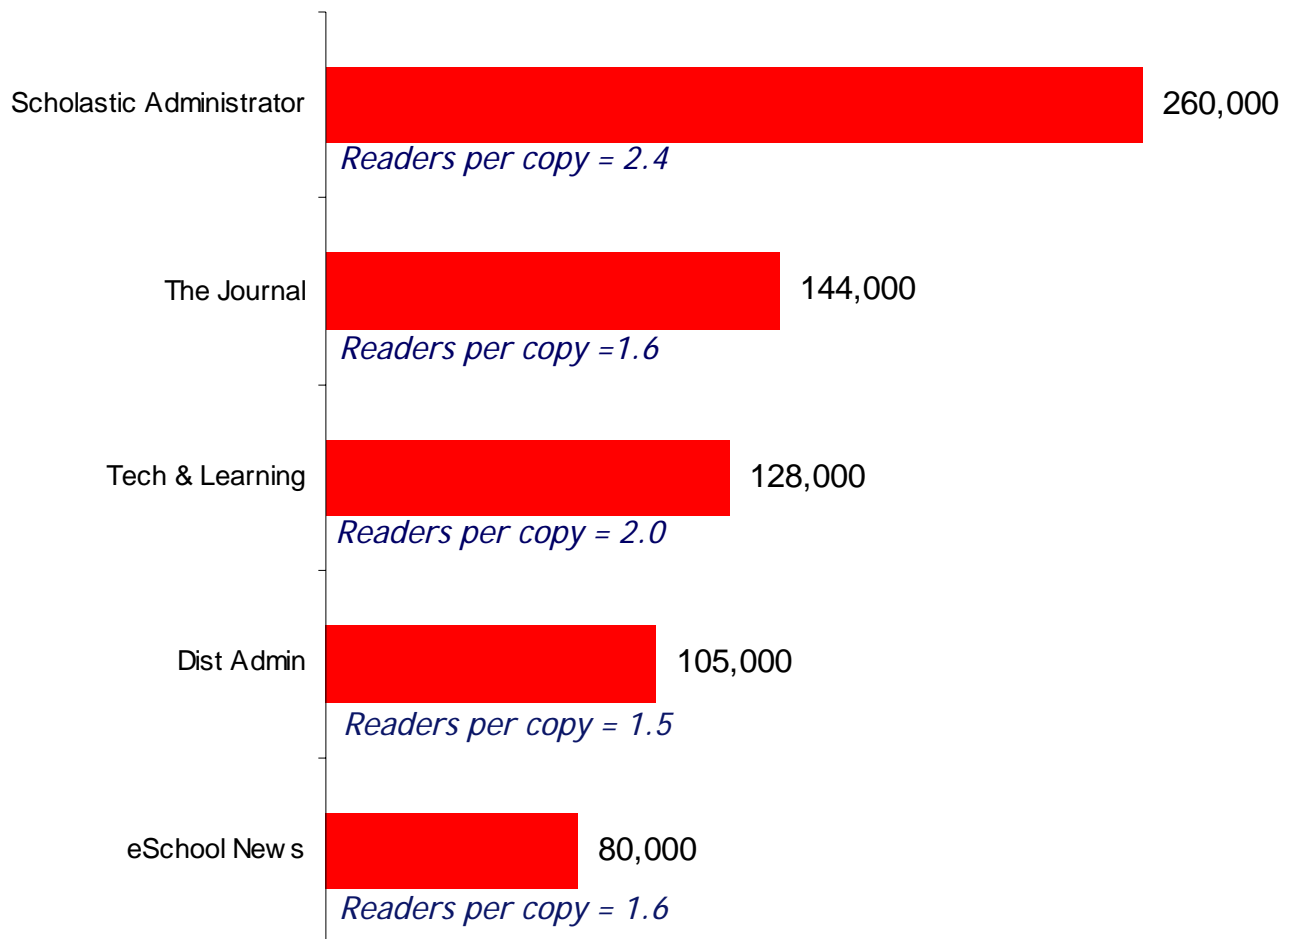 Scholastic Administrator
260,000
Readers per copy = 2.4
The Journal
144,000
Readers per copy =1.6
Tech & Learning
128,000
Readers per copy = 2.0
Dist Admin
105,000
Readers per copy = 1.5
eSchool News
80,000
Readers per copy = 1.6